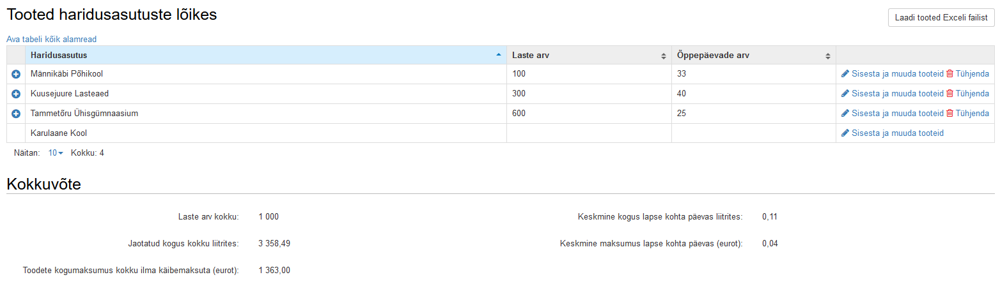 Tooted haridusasutuste lõikes
Laadi tooted Exceli failist
Ava tabeli kõik alamread
Haridusasutus Laste arv Õppepäevade arv
Männikäbi Põhikool 100 33 Sisesta ja muuda tooteid Tühjenda
Kuusejuure Lasteaed 300 40 Sisesta ja muuda tooteid Tühjenda
Tammetõru Ühisgümnaasium 600 25 Sisesta ja muuda tooteid Tühjenda
Karulaane Kool Sisesta ja muuda tooteid
Näitan: 10 Kokku: 4
Kokkuvõte
Laste arv kokku: 1 000 Keskmine kogus lapse kohta päevas liitrites: 0,11
Jaotatud kogus kokku liitrites: 3 358,49 Keskmine maksumus lapse kohta päevas (eurot): 0,04
Toodete kogumaksumus kokku ilma käibemaksuta (eurot): 1 363,00